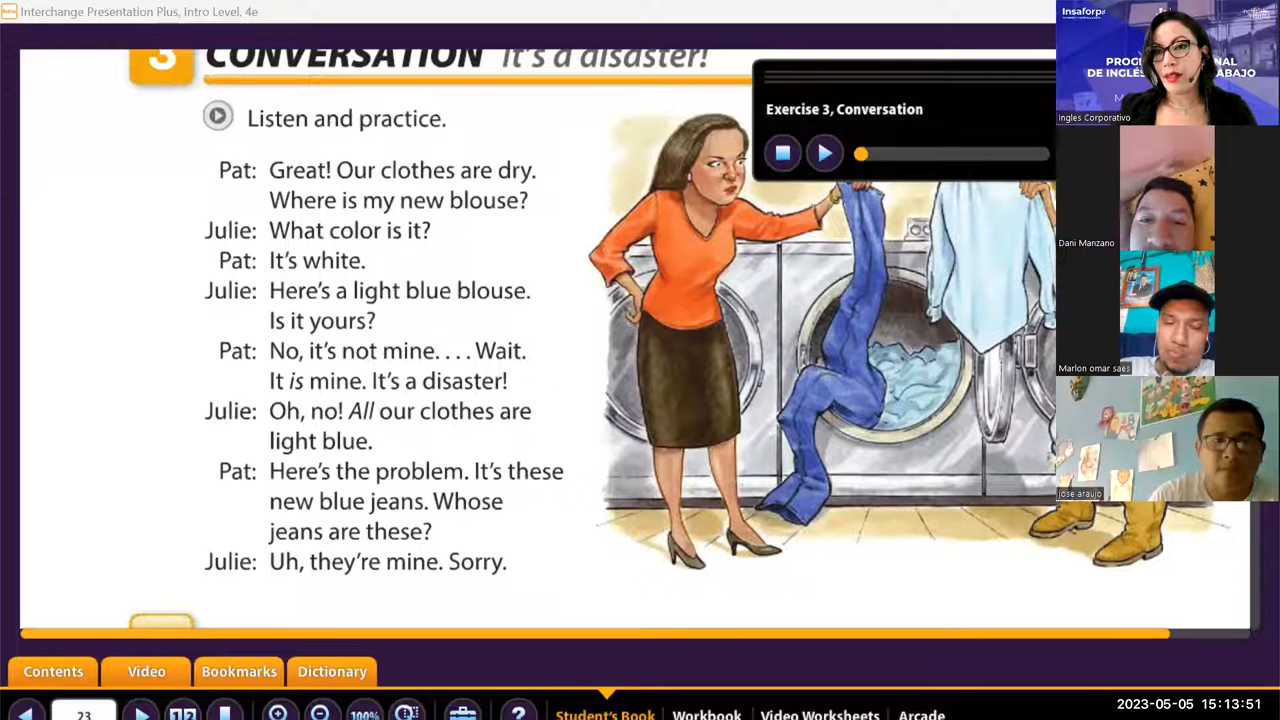 Interchange Presentation Plus, Intro Level, 4e
3 CONVERSATION It's a disaster!
Listen and practice.
Pat: Great! Our clothes are dry.
Where is my new blouse?
Julie: What color is it?
Pat: It's white.
Julie: Here's a light blue blouse.
Is it yours?
Pat: No, it's not mine. . . . Wait.
It is mine. It's a disaster!
Julie: Oh, no! All our clothes are
light blue.
Pat: Here's the problem. It's these
new blue jeans. Whose
jeans are these?
Julie: Uh, they're mine. Sorry.
Exercise 3, Conversation
Insaforp
Ingles Corporativo
Dani Manzano
Marlon omar saes
jose araujo
Contents
Video
Bookmarks
Dictionary
23
100%
?
Student's Book
Workbook
Video Worksheets
Arcade
2023-05-05 15:13:51